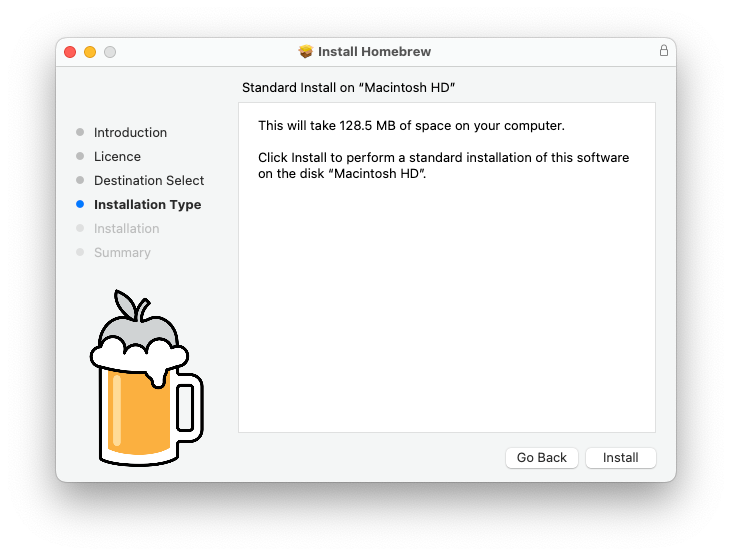 Install Homebrew
Standard Install on “Macintosh HD”
Introduction
Licence
Destination Select
Installation Type
Installation
Summary
This will take 128.5 MB of space on your computer.
Click Install to perform a standard installation of this software
on the disk “Macintosh HD”.
Go Back
Install